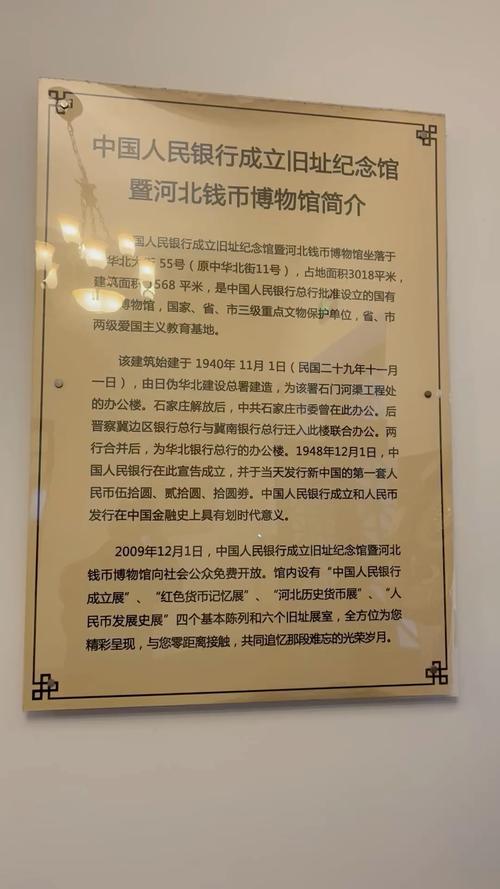 中国人民银行成立旧址纪念馆
暨河北钱币博物馆简介
国人民银行成立旧址纪念馆暨河北钱币博物馆坐落于
华北大街 55号（原中华北街11号），占地面积3018平米，
建筑面积 568 平米，是中国人民银行总行批准设立的国有
博物馆，国家、省、市三级重点文物保护单位，省、市
两级爱国主义教育基地。
该建筑始建于 1940年 11月 1日（民国二十九年十一月
一日），由日伪华北建设总署建造，为该署石门河渠工程处
的办公楼。石家庄解放后，中共石家庄市委曾在此办公。后
晋察冀边区银行总行与冀南银行总行迁入此楼联合办公。两
行合并后，为华北银行总行的办公楼。1948年12月1日，中
国人民银行在此宣告成立，并于当天发行新中国的第一套人
民币伍拾圆、贰拾圆、拾圆券。中国人民银行成立和人民币
发行在中国金融史上具有划时代意义。
2009年12月1日，中国人民银行成立旧址纪念馆暨河北
钱币博物馆向社会公众免费开放。馆内设有“中国人民银行
成立展”、“红色货币记忆展”、“河北历史货币展”、“人
民币发展史展”四个基本陈列和六个旧址展室，全方位为您
精彩呈现，与您零距离接触，共同追忆那段难忘的光荣岁月。